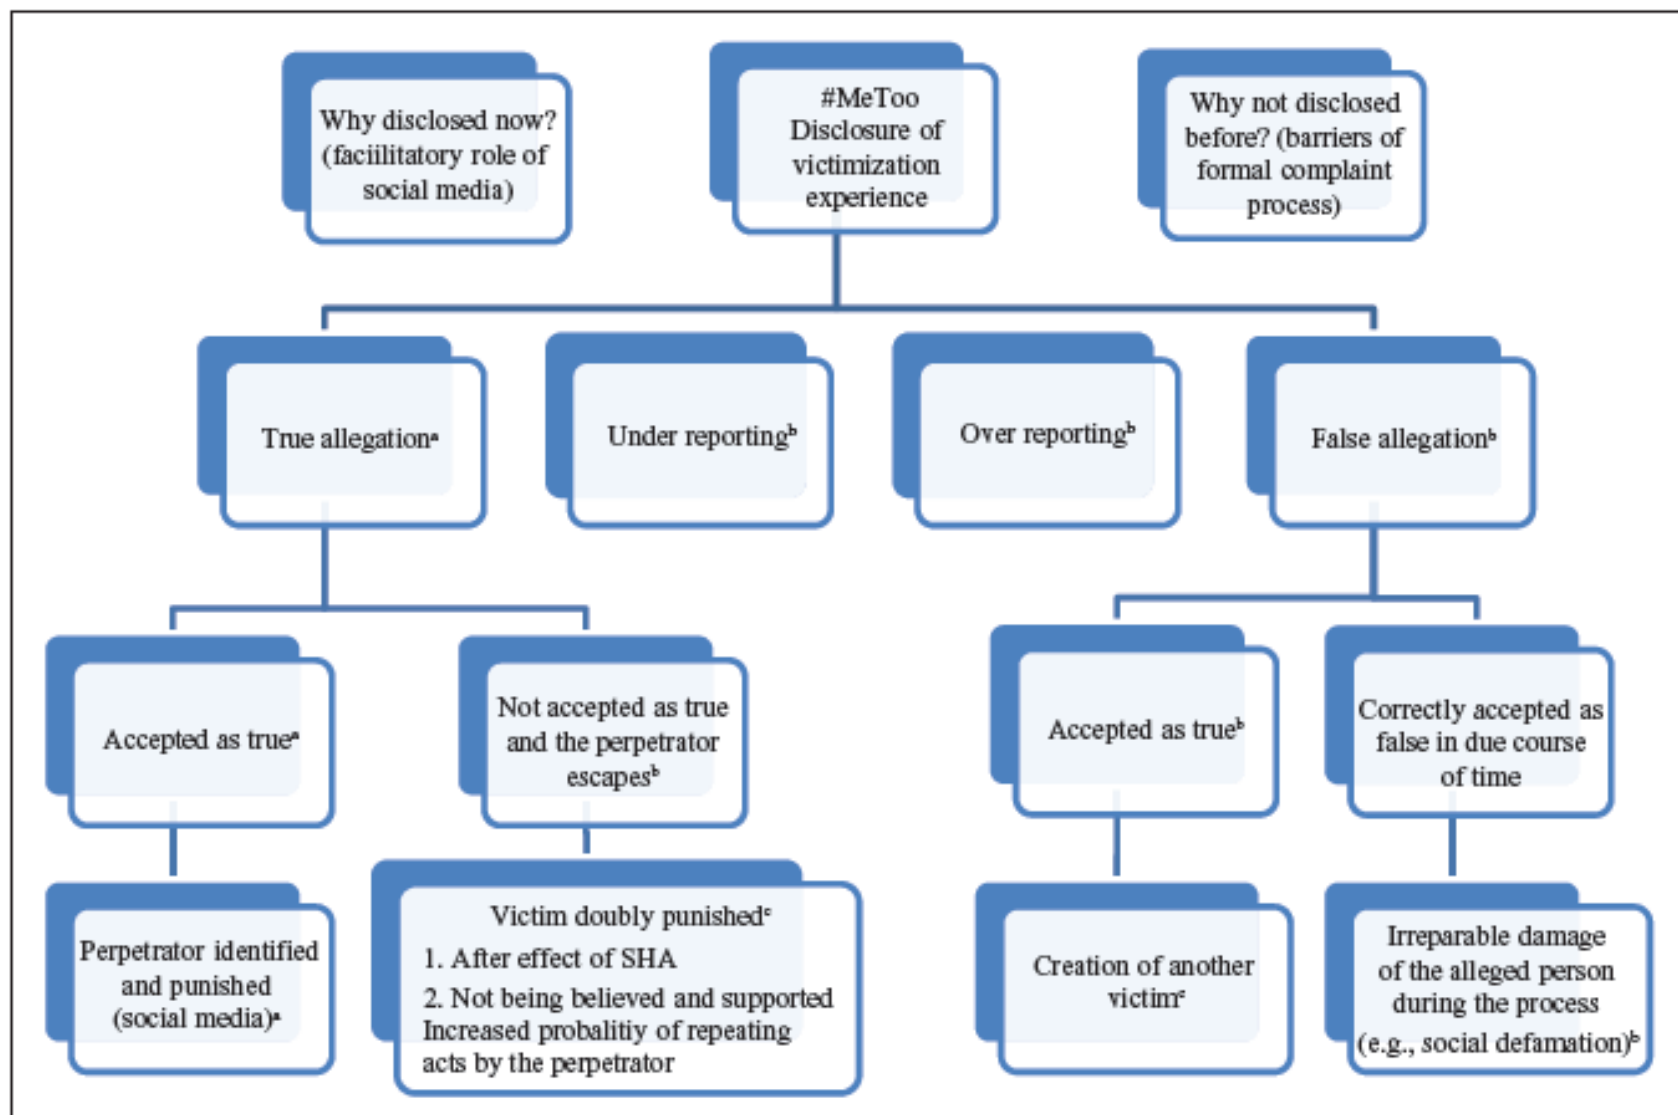 Why disclosed now?
(faciilitatory role of
social media)
#MeToo
Disclosure of
victimization
experience
Why not disclosed
before? (barriers of
formal complaint
process)
True allegationᵃ
Under reportingᵇ
Over reportingᵇ
False allegationᵇ
Accepted as trueᵃ
Not accepted as true
and the perpetrator
escapesᵇ
Accepted as trueᵇ
Correctly accepted as
false in due course
of time
Perpetrator identified
and punished
(social media)ᵃ
Victim doubly punishedᶜ
1. After effect of SHA
2. Not being believed and supported
Increased probalitiy of repeating
acts by the perpetrator
Creation of another
victimᶜ
Irreparable damage
of the alleged person
during the process
(e.g., social defamation)ᵇ